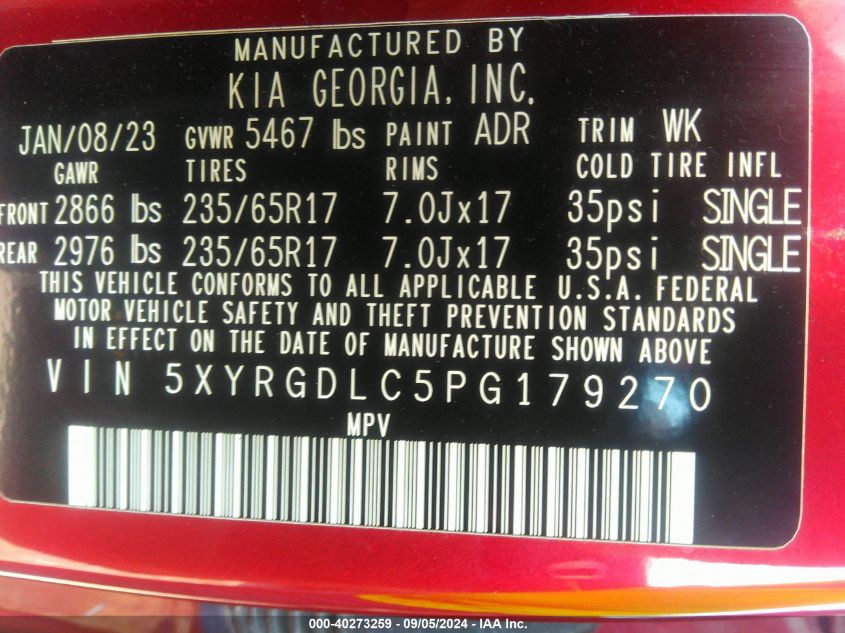 MANUFACTURED BY
KIA GEORGIA, INC.
JAN/08/23 GVWR 5467 lbs PAINT ADR TRIM WK
GAWR TIRES RIMS COLD TIRE INFL
FRONT 2866 lbs 235/65R17 7.0Jx17 35psi SINGLE
REAR 2976 lbs 235/65R17 7.0Jx17 35psi SINGLE
THIS VEHICLE CONFORMS TO ALL APPLICABLE U.S.A. FEDERAL
MOTOR VEHICLE SAFETY AND THEFT PREVENTION STANDARDS
IN EFFECT ON THE DATE OF MANUFACTURE SHOWN ABOVE
VIN 5XYRGDLC5PG179270
MPV
000-40273259 - 09/05/2024 - IAA Inc.